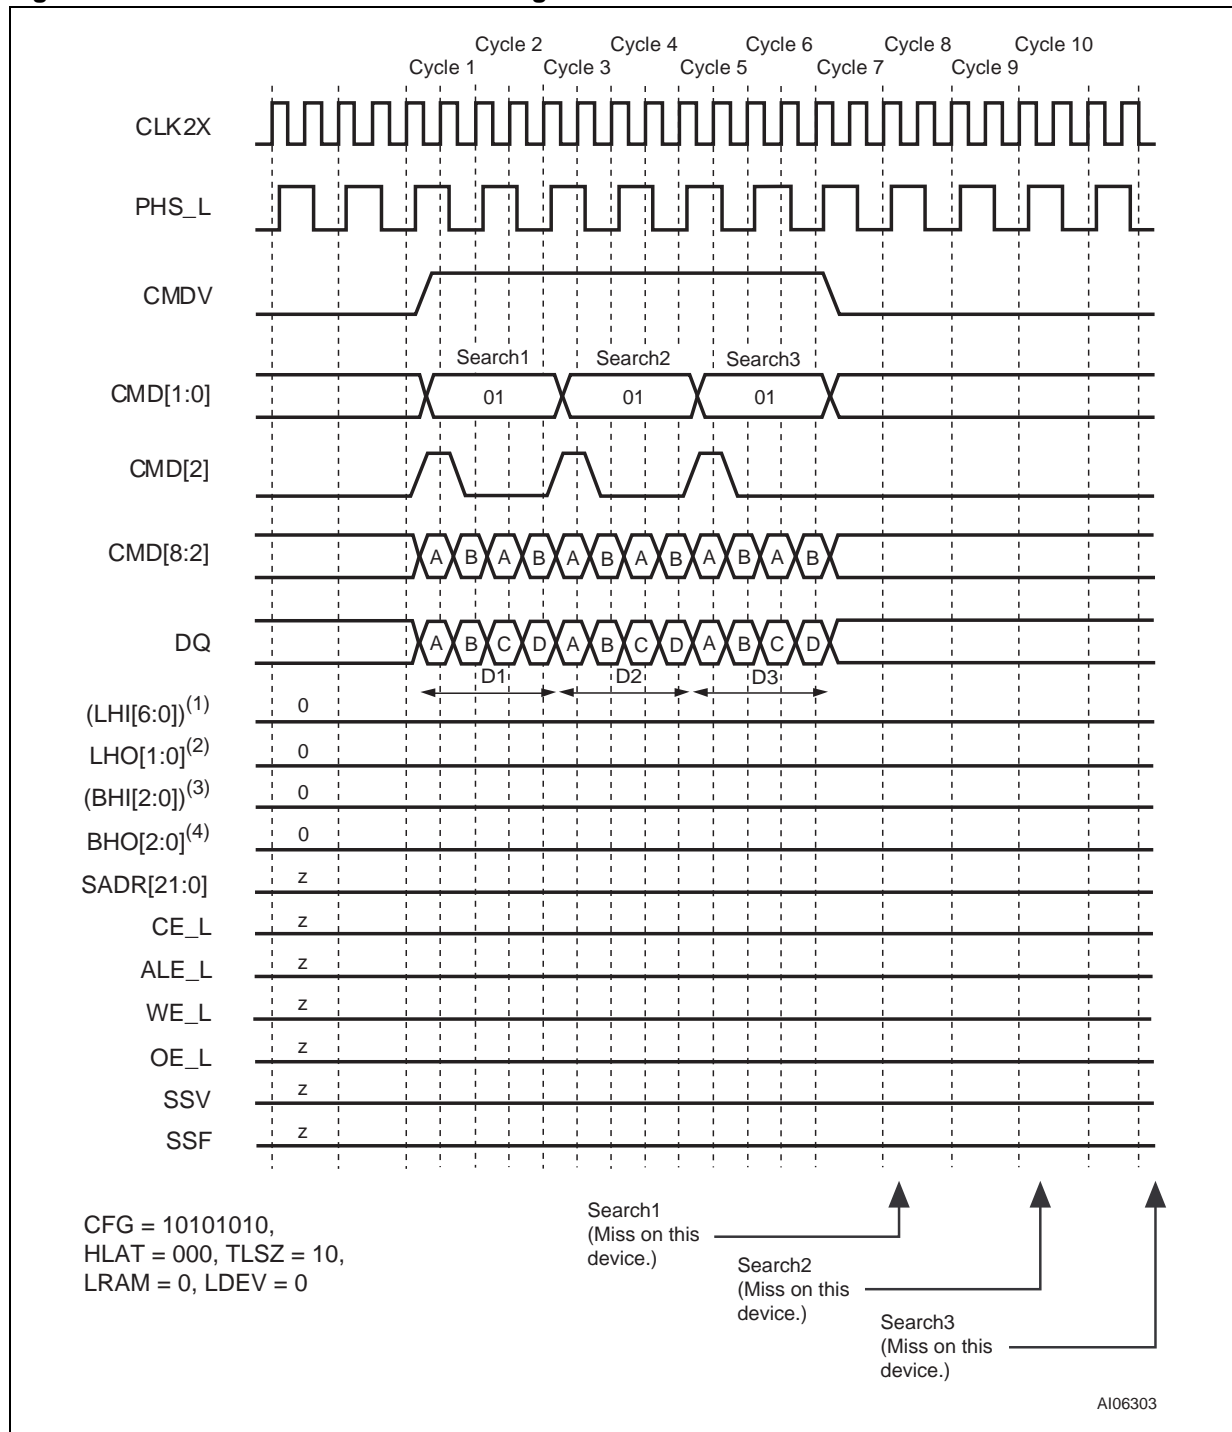 Cycle 2 Cycle 4 Cycle 6 Cycle 8 Cycle 10
Cycle 1 Cycle 3 Cycle 5 Cycle 7 Cycle 9
CLK2X
PHS_L
CMDV
Search1 Search2 Search3
CMD[1:0] 01 01 01
CMD[2]
CMD[8:2] A B A B A B A B A B A B
DQ A B C D A B C D A B C D
D1 D2 D3
(LHI[6:0])(1) 0
LHO[1:0](2) 0
(BHI[2:0])(3) 0
BHO[2:0](4) 0
SADR[21:0] z
CE_L z
ALE_L z
WE_L z
OE_L z
SSV z
SSF z
CFG = 10101010,
HLAT = 000, TLSZ = 10,
LRAM = 0, LDEV = 0
Search1
(Miss on this
device.)
Search2
(Miss on this
device.)
Search3
(Miss on this
device.)
AI06303